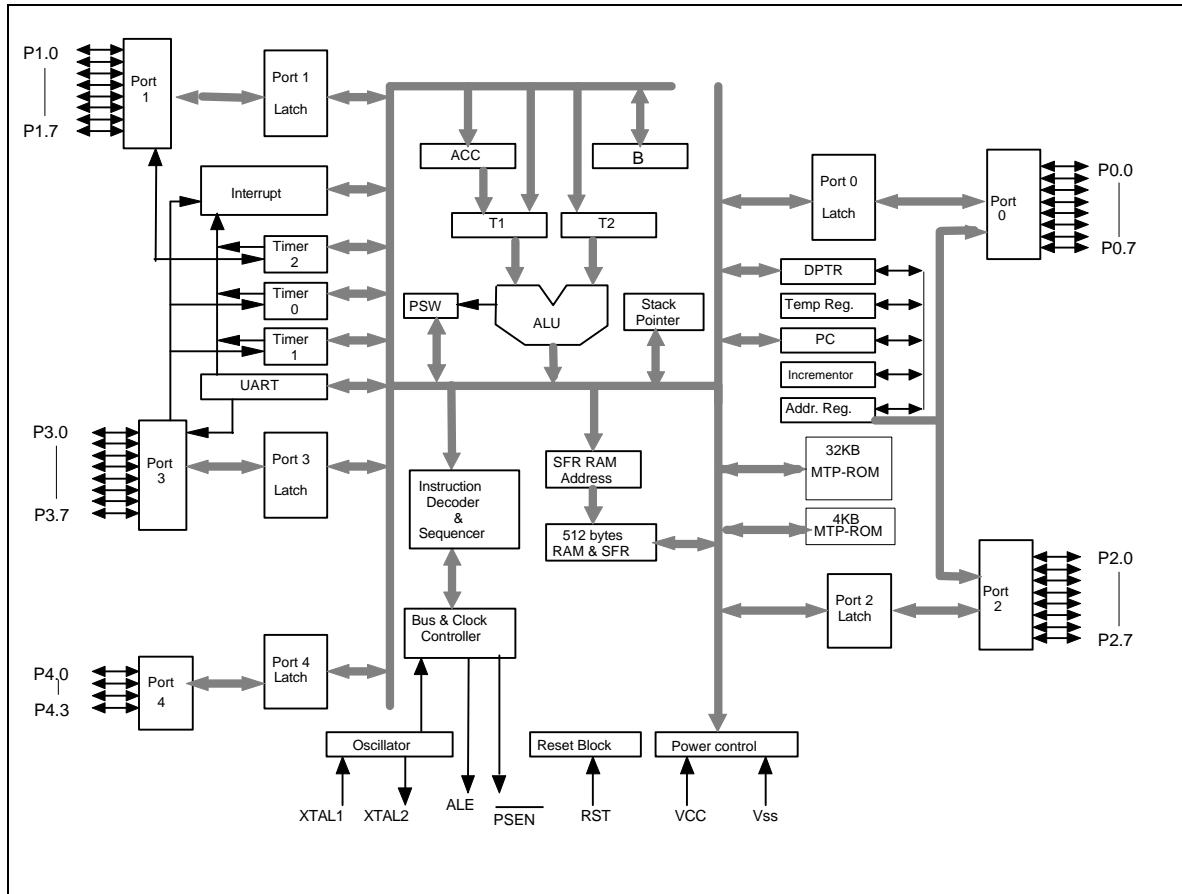 P1.0
P1.7
Port
1
Port 1
Latch
Interrupt
Timer
2
Timer
0
Timer
1
UART
P3.0
P3.7
Port
3
Port 3
Latch
P4.0
P4.3
Port
4
Port 4
Latch
ACC
B
T1
T2
PSW
ALU
Stack
Pointer
Instruction
Decoder
&
Sequencer
SFR RAM
Address
512 bytes
RAM & SFR
Bus & Clock
Controller
Port 0
Latch
Port
0
P0.0
P0.7
DPTR
Temp Reg.
PC
Incrementor
Addr. Reg.
32KB
MTP-ROM
4KB
MTP-ROM
Port 2
Latch
Port
2
P2.0
P2.7
Oscillator
Reset Block
Power control
XTAL1
XTAL2
ALE
PSEN
RST
VCC
Vss